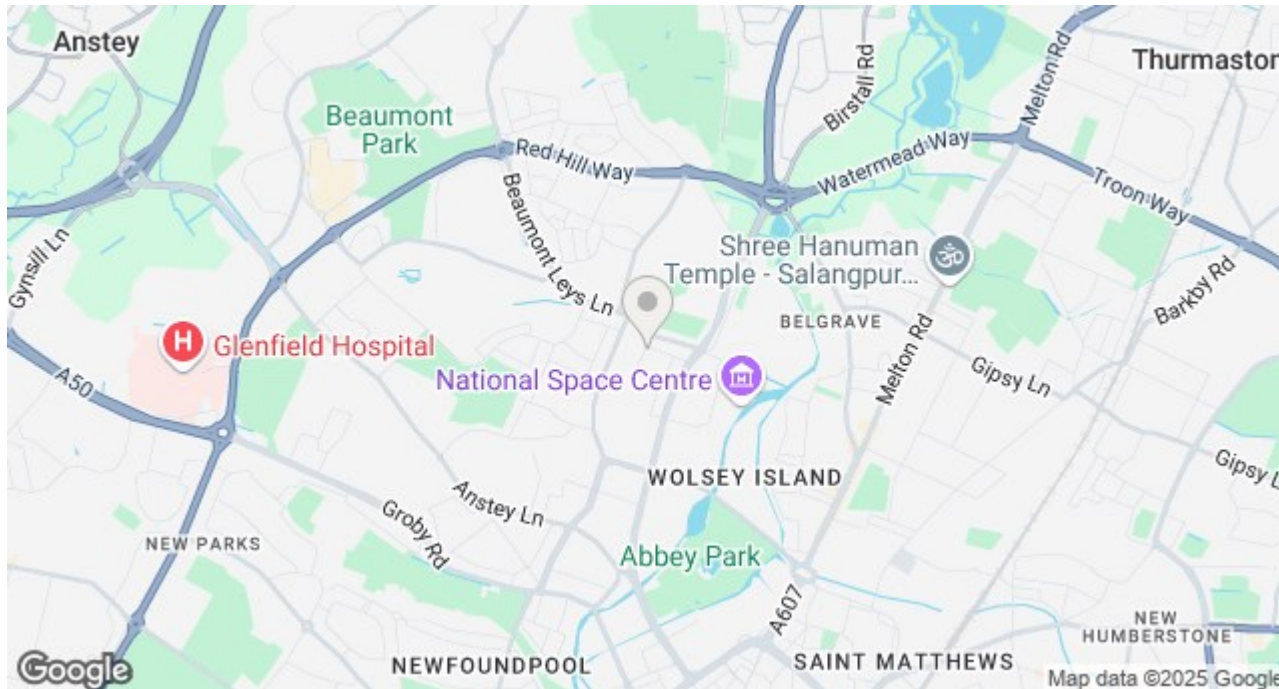 Anstey
Thurmaston
Melton Rd
Birstall Rd
Beaumont
Park
Red Hill Way
Watermead Way
Troon Way
Beaumont Leys Ln
Gynsill Ln
Shree Hanuman
Temple - Salangpur...
ॐ
Barkby Rd
BELGRAVE
H
Glenfield Hospital
Melton Rd
Gipsy Ln
A50
National Space Centre
WOLSEY ISLAND
Gipsy L
Anstey Ln
Groby Rd
NEW PARKS
Abbey Park
A607
NEW
HUMBERSTONE
NEWFOUNDPOOL
SAINT MATTHEWS
Google
Map data ©2025 Google